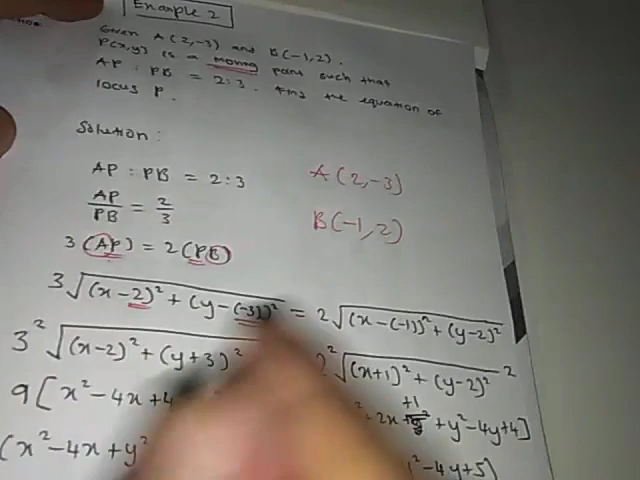 Example 2
Given A(2,-3) and B(-1,2).
P(x,y) is a moving point such that
AP : PB = 2:3. Find the equation of
locus P.
Solution:
AP : PB = 2:3
A(2,-3)
AP/PB = 2/3
B(-1,2)
3(AP) = 2(PB)
3√((x-2)² + (y-(-3))²) = 2√((x-(-1))² + (y-2)²)
3²√((x-2)² + (y+3)²) 2²√((x+1)² + (y-2)²)²
9[x²-4x+4 ² + 2x +1 + y²-4y+4]
(x²-4x+y² ²-4y+5)